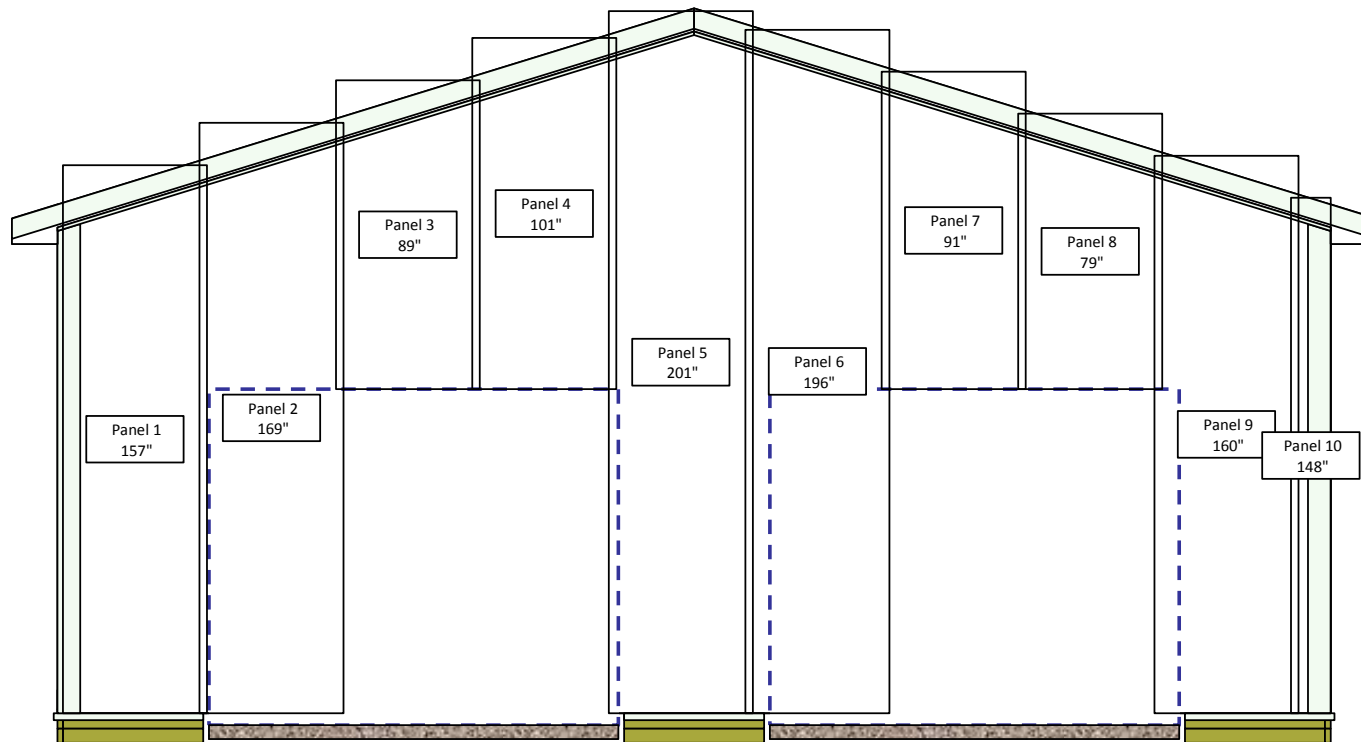 Panel 1
157"
Panel 2
169"
Panel 3
89"
Panel 4
101"
Panel 5
201"
Panel 6
196"
Panel 7
91"
Panel 8
79"
Panel 9
160"
Panel 10
148"